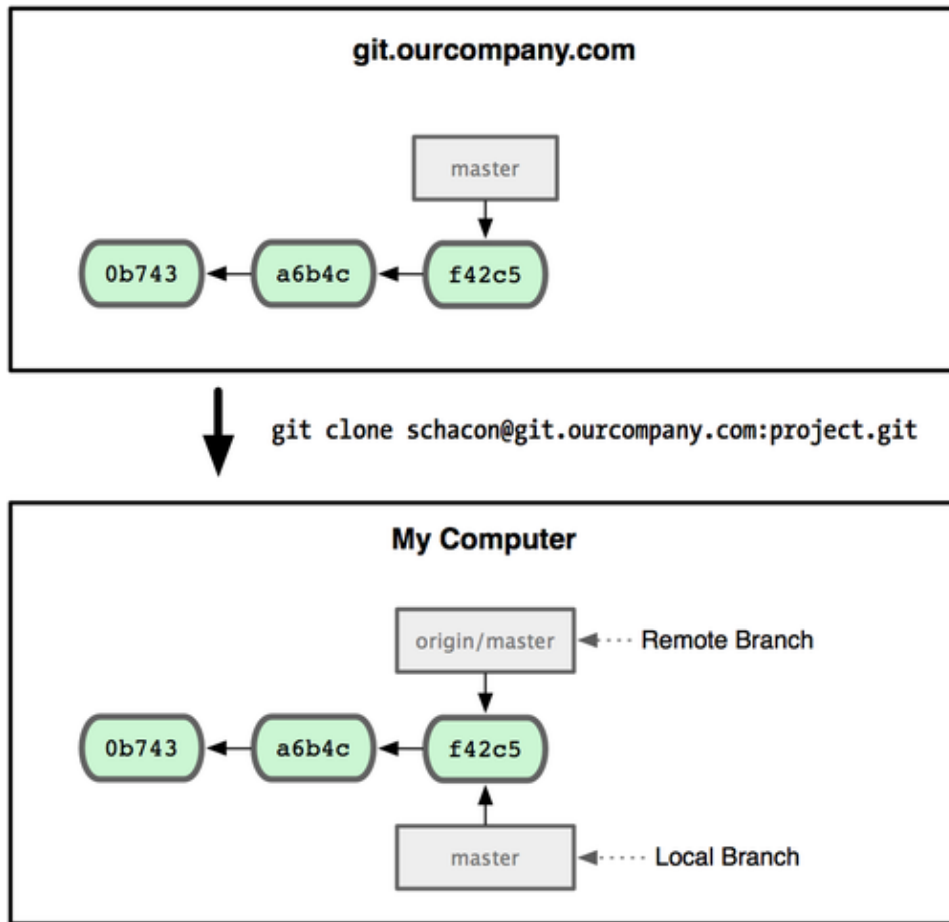 git.ourcompany.com
master
0b743 a6b4c f42c5
git clone schacon@git.ourcompany.com:project.git
My Computer
origin/master Remote Branch
0b743 a6b4c f42c5
master Local Branch